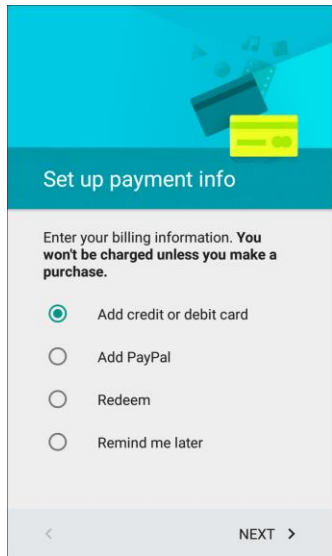 Set up payment info
Enter your billing information. You
won't be charged unless you make a
purchase.
Add credit or debit card
Add PayPal
Redeem
Remind me later
NEXT